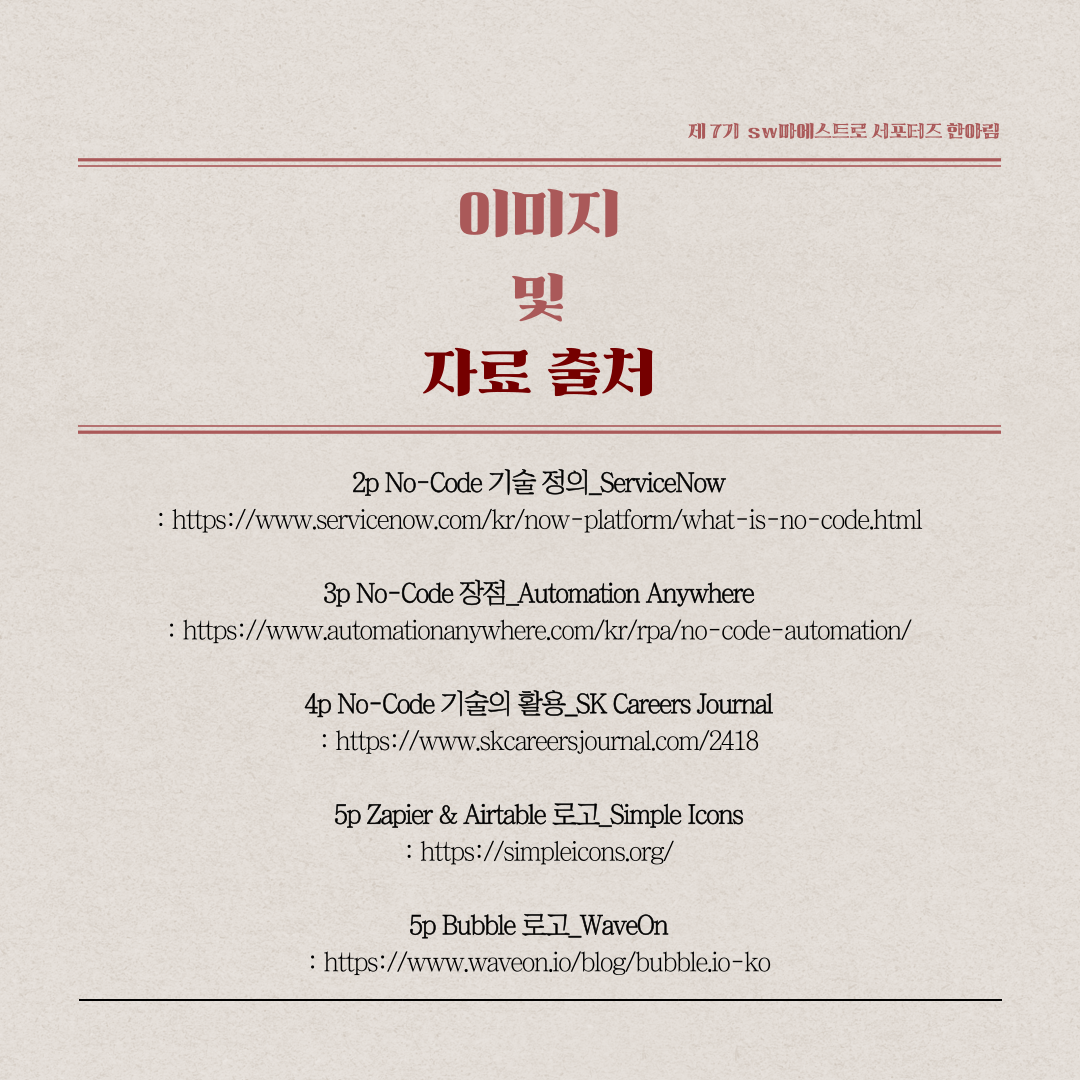 제 7기 sw마에스트로 서포터즈 한아림
이미지
및
자료 출처
2p No-Code 기술 정의_ServiceNow
: https://www.servicenow.com/kr/now-platform/what-is-no-code.html
3p No-Code 장점_Automation Anywhere
: https://www.automationanywhere.com/kr/rpa/no-code-automation/
4p No-Code 기술의 활용_SK Careers Journal
: https://www.skcareersjournal.com/2418
5p Zapier & Airtable 로고_Simple Icons
: https://simpleicons.org/
5p Bubble 로고_WaveOn
: https://www.waveon.io/blog/bubble.io-ko